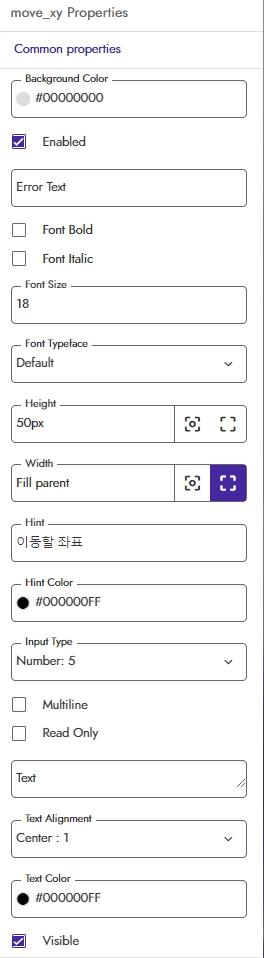 move_xy Properties
Common properties
Background Color
#00000000
Enabled
Error Text
Font Bold
Font Italic
Font Size
18
Font Typeface
Default
Height
50px
Width
Fill parent
Hint
이동할 좌표
Hint Color
#000000FF
Input Type
Number: 5
Multiline
Read Only
Text
Text Alignment
Center : 1
Text Color
#000000FF
Visible